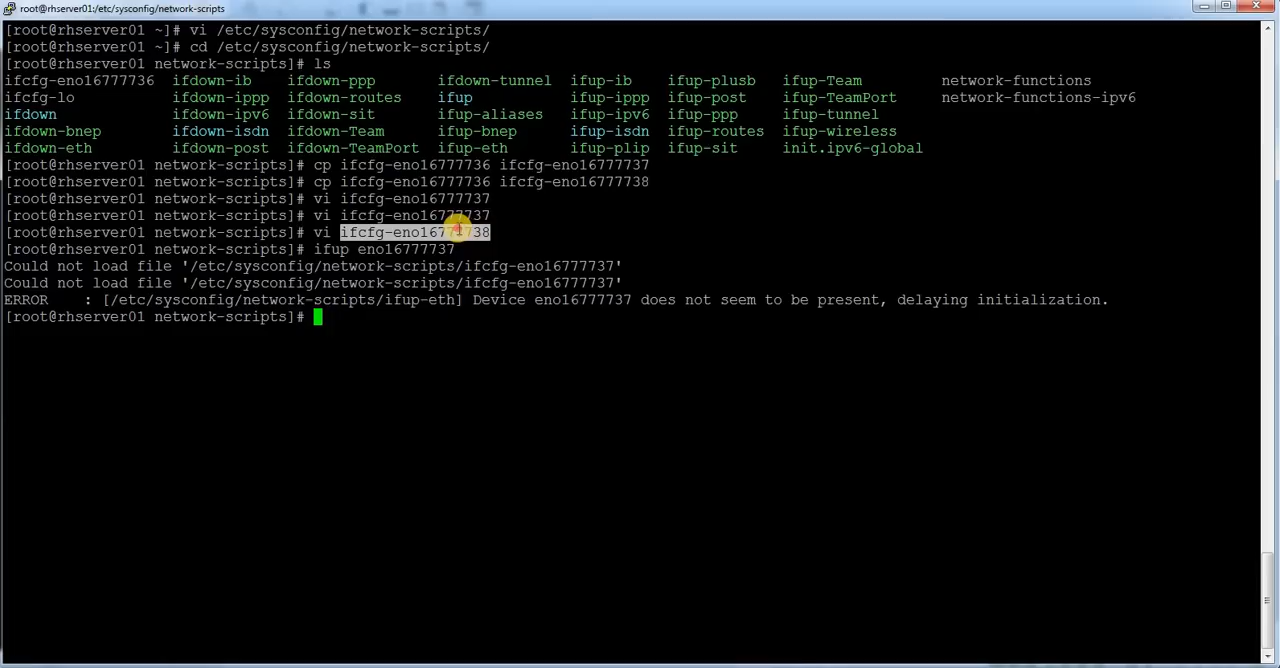 root@rhserver01:/etc/sysconfig/network-scripts
[root@rhserver01 ~]# vi /etc/sysconfig/network-scripts/
[root@rhserver01 ~]# cd /etc/sysconfig/network-scripts/
[root@rhserver01 network-scripts]# ls
ifcfg-eno16777736 ifdown-ib ifdown-ppp ifdown-tunnel ifup-ib ifup-plusb ifup-Team network-functions
ifcfg-lo ifdown-ippp ifdown-routes ifup ifup-ippp ifup-post ifup-TeamPort network-functions-ipv6
ifdown ifdown-ipv6 ifdown-sit ifup-aliases ifup-ipv6 ifup-ppp ifup-tunnel
ifdown-bnep ifdown-isdn ifdown-Team ifup-bnep ifup-isdn ifup-routes ifup-wireless
ifdown-eth ifdown-post ifdown-TeamPort ifup-eth ifup-plip ifup-sit init.ipv6-global
[root@rhserver01 network-scripts]# cp ifcfg-eno16777736 ifcfg-eno16777737
[root@rhserver01 network-scripts]# cp ifcfg-eno16777736 ifcfg-eno16777738
[root@rhserver01 network-scripts]# vi ifcfg-eno16777737
[root@rhserver01 network-scripts]# vi ifcfg-eno16777737
[root@rhserver01 network-scripts]# vi ifcfg-eno16777738
[root@rhserver01 network-scripts]# ifup eno16777737
Could not load file '/etc/sysconfig/network-scripts/ifcfg-eno16777737'
Could not load file '/etc/sysconfig/network-scripts/ifcfg-eno16777737'
ERROR : [/etc/sysconfig/network-scripts/ifup-eth] Device eno16777737 does not seem to be present, delaying initialization.
[root@rhserver01 network-scripts]#